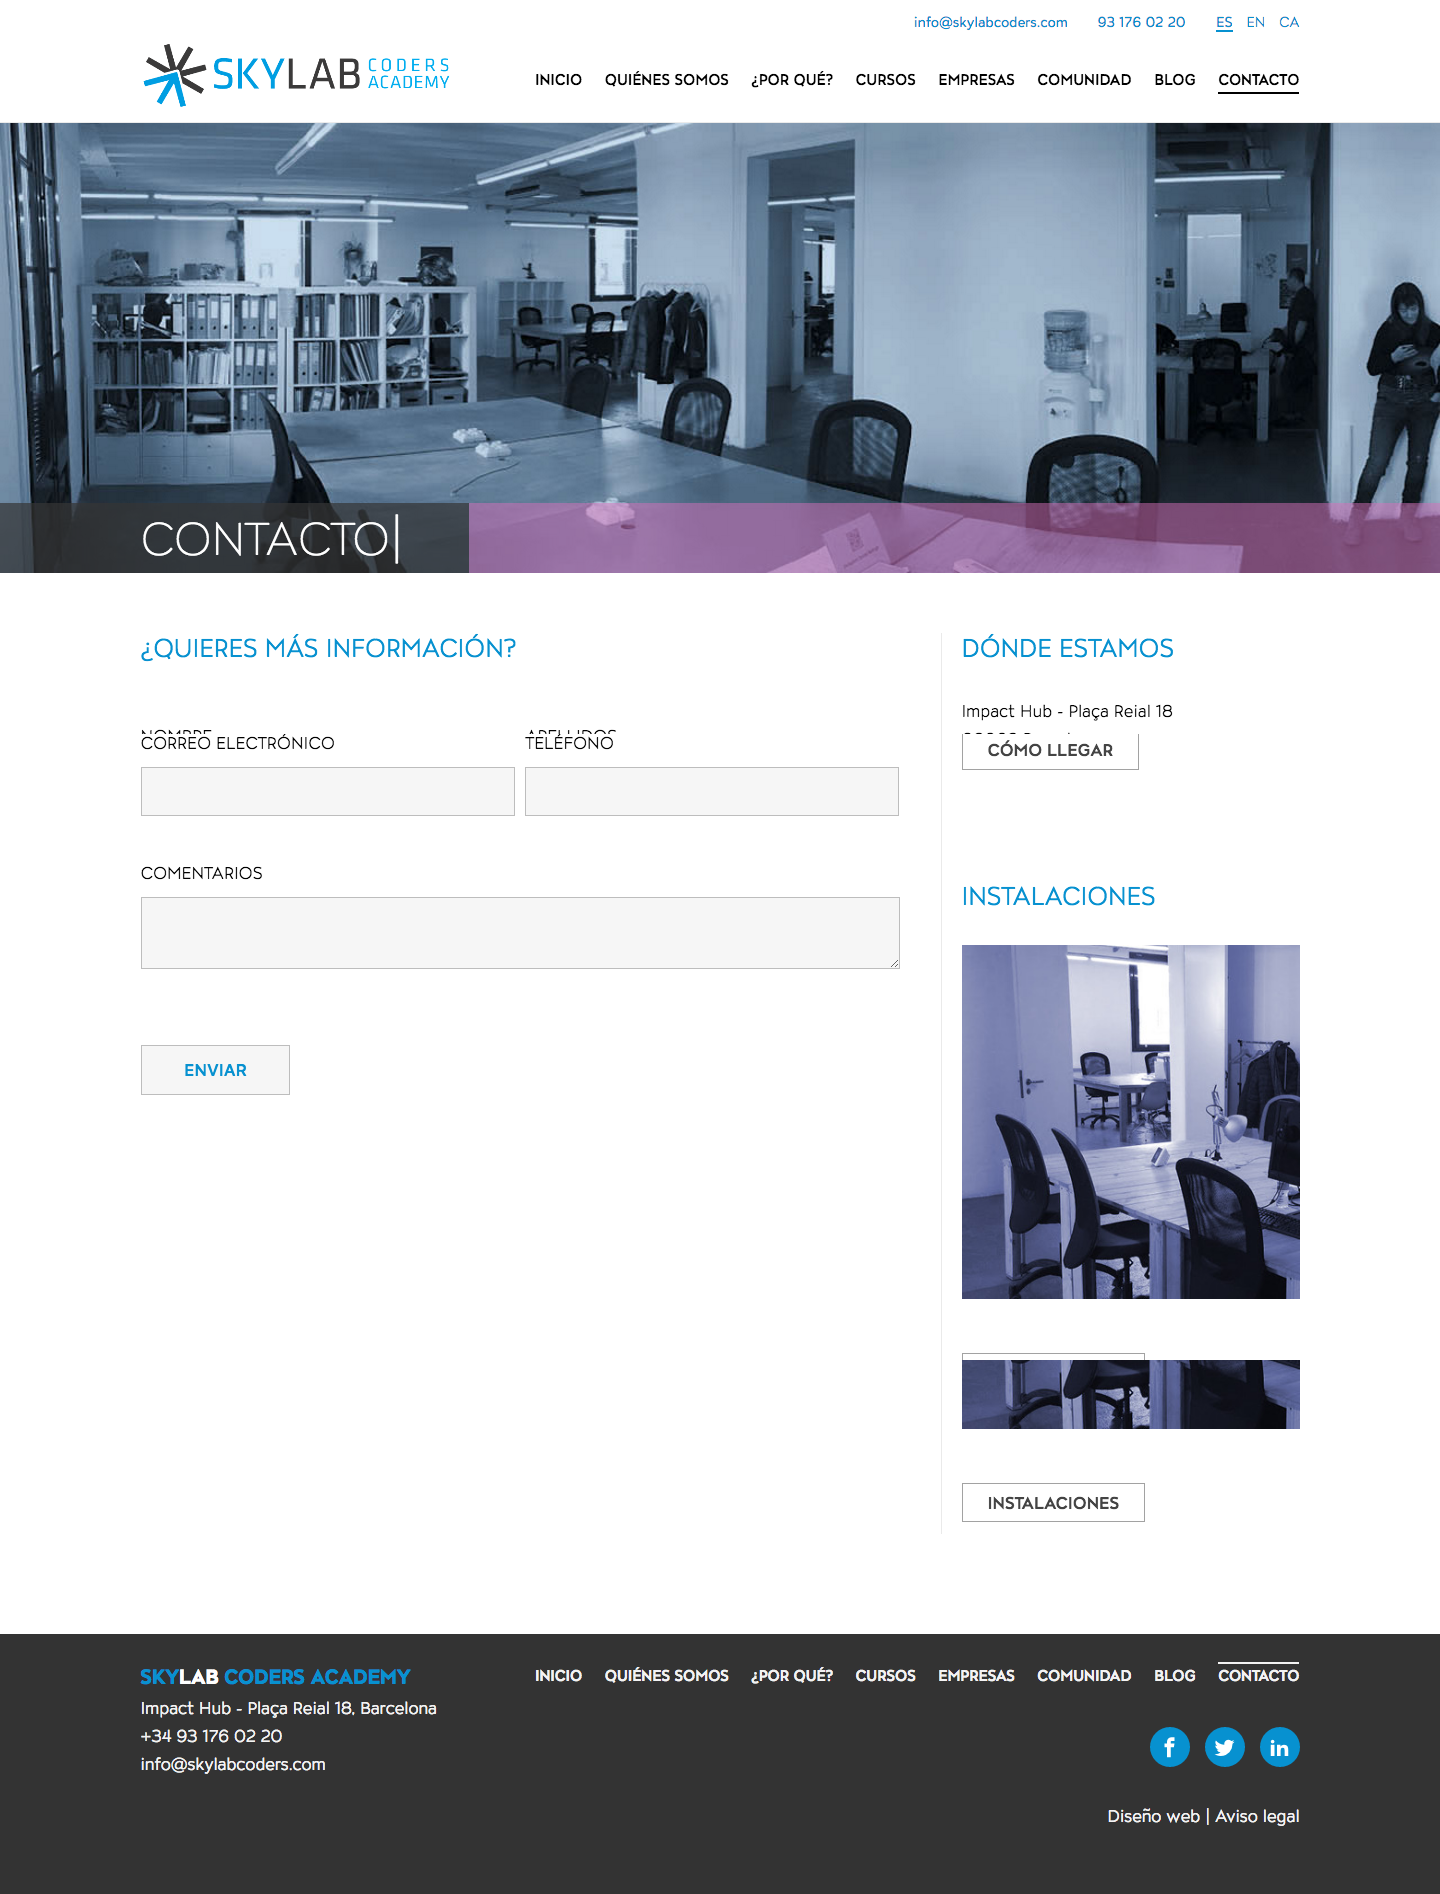 info@skylabcoders.com 93 176 02 20 ES EN CA
SKYLAB CODERS ACADEMY
INICIO QUIÉNES SOMOS ¿POR QUÉ? CURSOS EMPRESAS COMUNIDAD BLOG CONTACTO
CONTACTO
¿QUIERES MÁS INFORMACIÓN?
CORREO ELECTRÓNICO TELÉFONO
COMENTARIOS
ENVIAR
DÓNDE ESTAMOS
Impact Hub - Plaça Reial 18
CÓMO LLEGAR
INSTALACIONES
INSTALACIONES
SKYLAB CODERS ACADEMY
Impact Hub - Plaça Reial 18, Barcelona
+34 93 176 02 20
info@skylabcoders.com
INICIO QUIÉNES SOMOS ¿POR QUÉ? CURSOS EMPRESAS COMUNIDAD BLOG CONTACTO
Diseño web | Aviso legal